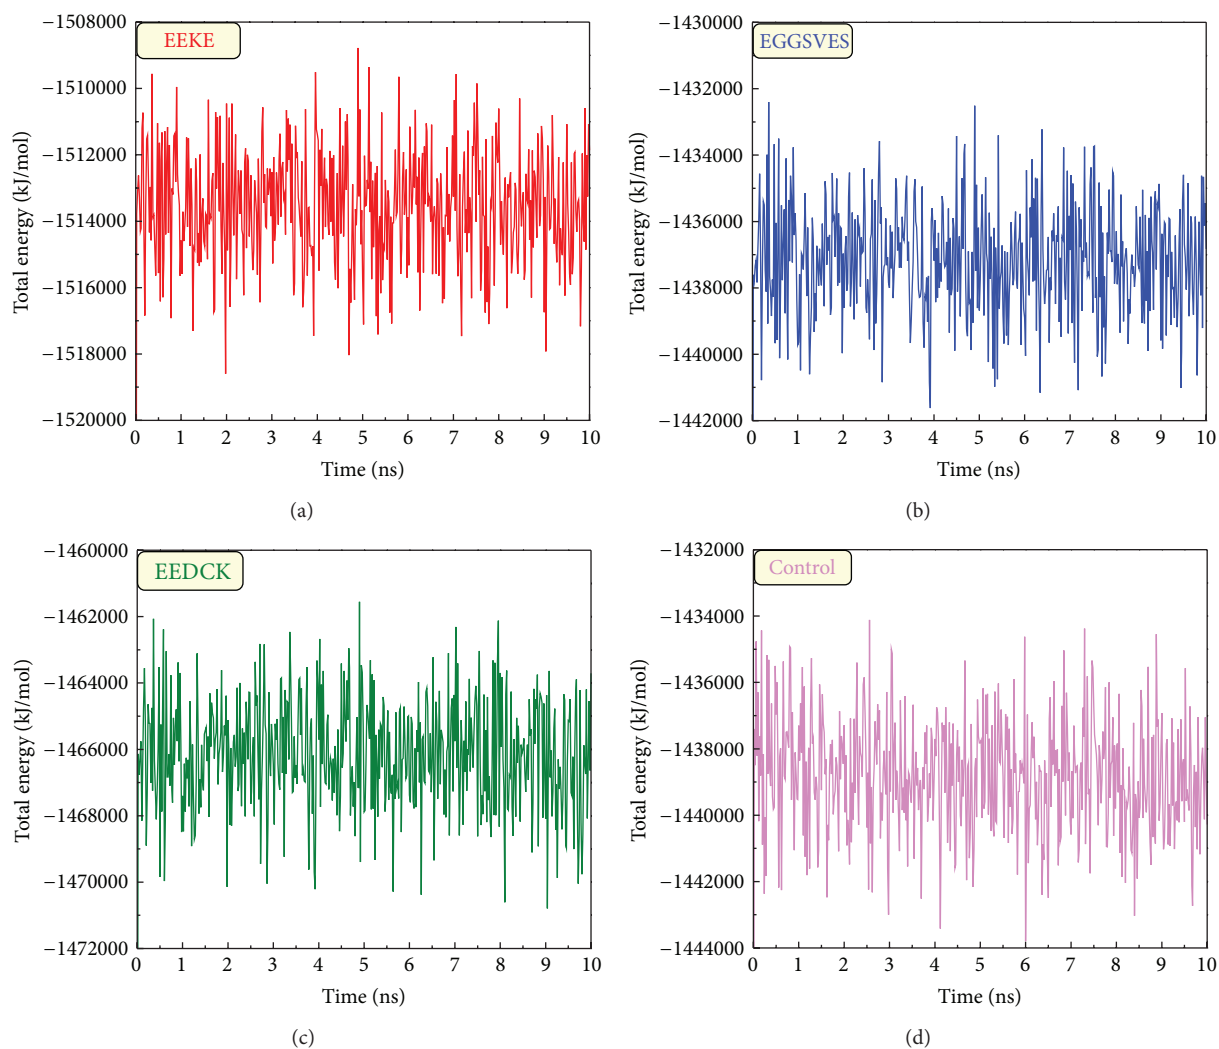 EEKE
Total energy (kJ/mol)
−1508000
−1510000
−1512000
−1514000
−1516000
−1518000
−1520000
0 1 2 3 4 5 6 7 8 9 10
Time (ns)
(a)
EGGSVES
Total energy (kJ/mol)
−1430000
−1432000
−1434000
−1436000
−1438000
−1440000
−1442000
0 1 2 3 4 5 6 7 8 9 10
Time (ns)
(b)
EEDCK
Total energy (kJ/mol)
−1460000
−1462000
−1464000
−1466000
−1468000
−1470000
−1472000
0 1 2 3 4 5 6 7 8 9 10
Time (ns)
(c)
Control
Total energy (kJ/mol)
−1432000
−1434000
−1436000
−1438000
−1440000
−1442000
−1444000
0 1 2 3 4 5 6 7 8 9 10
Time (ns)
(d)